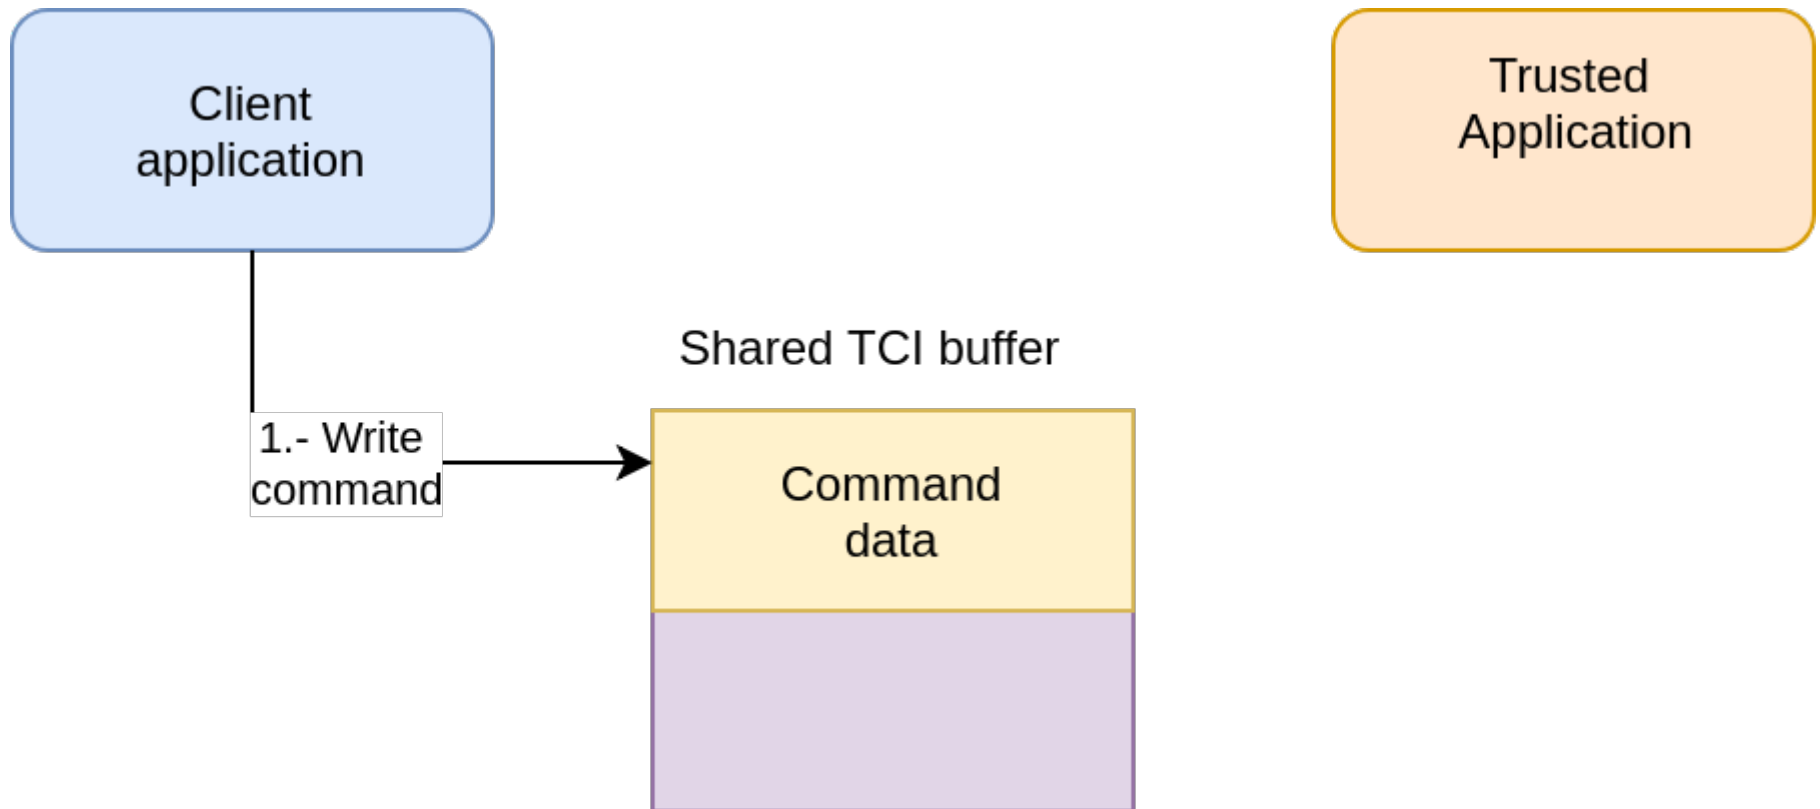 Client
application
Trusted
Application
Shared TCI buffer
1.- Write
command
Command
data